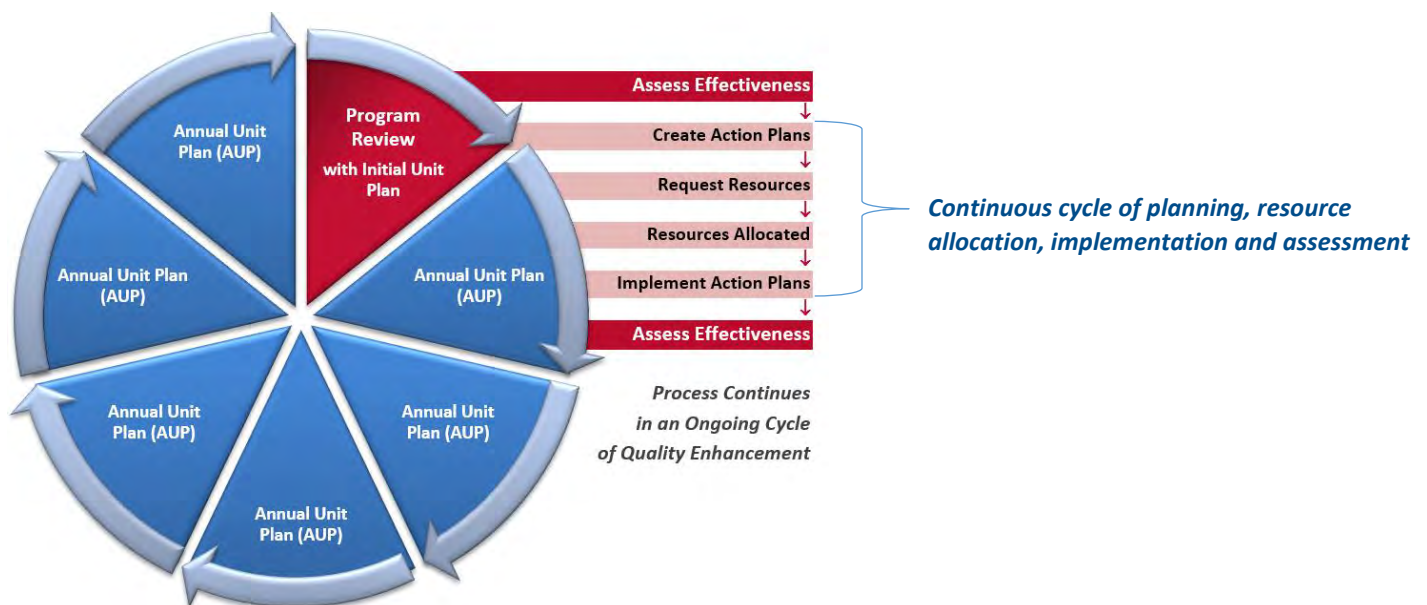 Program
Review
with Initial Unit
Plan
Annual Unit
Plan (AUP)
Annual Unit
Plan (AUP)
Annual Unit
Plan (AUP)
Annual Unit
Plan (AUP)
Annual Unit Plan
(AUP)
Annual Unit
Plan (AUP)
Assess Effectiveness
Create Action Plans
Request Resources
Resources Allocated
Implement Action Plans
Assess Effectiveness
Process Continues
in an Ongoing Cycle
of Quality Enhancement
Continuous cycle of planning, resource
allocation, implementation and assessment